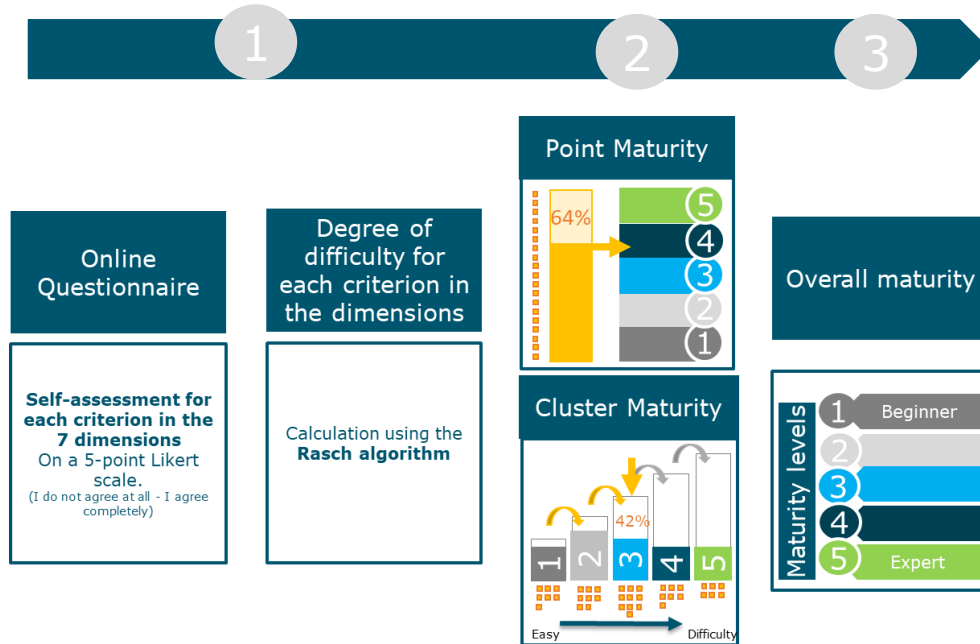 1
2
3
Online
Questionnaire
Self-assessment for
each criterion in the
7 dimensions
On a 5-point Likert
scale.
(I do not agree at all - I agree
completely)
Degree of
difficulty for
each criterion in
the dimensions
Calculation using the
Rasch algorithm
Point Maturity
64%
5
4
3
2
1
Cluster Maturity
42%
1
2
3
4
5
Easy
Difficulty
Overall maturity
Maturity levels
1 Beginner
2
3
4
5 Expert